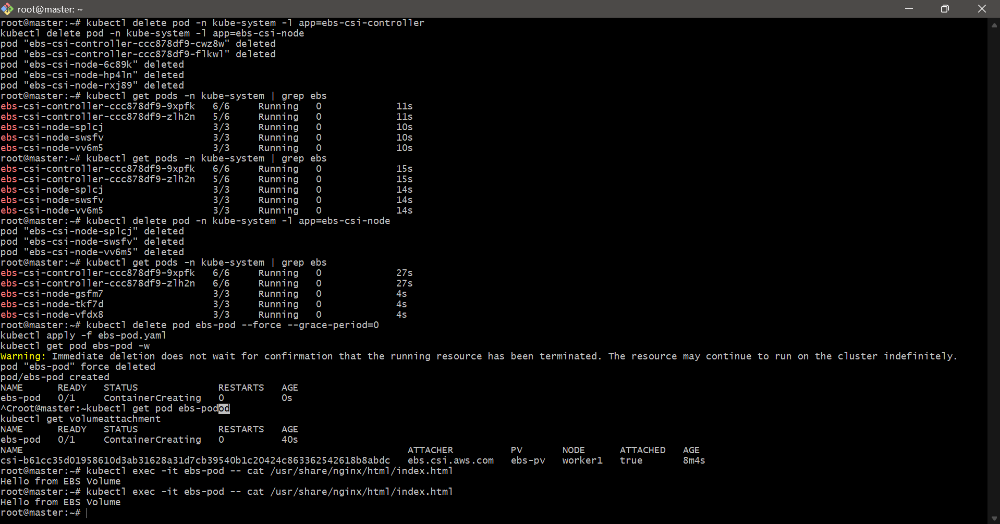 root@master: ~
root@master:~# kubectl delete pod -n kube-system -l app=ebs-csi-controller
kubectl delete pod -n kube-system -l app=ebs-csi-node
pod "ebs-csi-controller-ccc878df9-cwz8w" deleted
pod "ebs-csi-controller-ccc878df9-flkwl" deleted
pod "ebs-csi-node-6c89k" deleted
pod "ebs-csi-node-hp4ln" deleted
pod "ebs-csi-node-rxj89" deleted
root@master:~# kubectl get pods -n kube-system | grep ebs
ebs-csi-controller-ccc878df9-9xpfk   6/6     Running   0             11s
ebs-csi-controller-ccc878df9-zlh2n   5/6     Running   0             11s
ebs-csi-node-splcj                   3/3     Running   0             10s
ebs-csi-node-swsfv                   3/3     Running   0             10s
ebs-csi-node-vv6m5                   3/3     Running   0             10s
root@master:~# kubectl get pods -n kube-system | grep ebs
ebs-csi-controller-ccc878df9-9xpfk   6/6     Running   0             15s
ebs-csi-controller-ccc878df9-zlh2n   5/6     Running   0             15s
ebs-csi-node-splcj                   3/3     Running   0             14s
ebs-csi-node-swsfv                   3/3     Running   0             14s
ebs-csi-node-vv6m5                   3/3     Running   0             14s
root@master:~# kubectl delete pod -n kube-system -l app=ebs-csi-node
pod "ebs-csi-node-splcj" deleted
pod "ebs-csi-node-swsfv" deleted
pod "ebs-csi-node-vv6m5" deleted
root@master:~# kubectl get pods -n kube-system | grep ebs
ebs-csi-controller-ccc878df9-9xpfk   6/6     Running   0             27s
ebs-csi-controller-ccc878df9-zlh2n   6/6     Running   0             27s
ebs-csi-node-gsfm7                   3/3     Running   0             4s
ebs-csi-node-tkf7d                   3/3     Running   0             4s
ebs-csi-node-vfdx8                   3/3     Running   0             4s
root@master:~# kubectl delete pod ebs-pod --force --grace-period=0
kubectl apply -f ebs-pod.yaml
kubectl get pod ebs-pod -w
Warning: Immediate deletion does not wait for confirmation that the running resource has been terminated. The resource may continue to run on the cluster indefinitely.
pod "ebs-pod" force deleted
pod/ebs-pod created
NAME      READY   STATUS              RESTARTS   AGE
ebs-pod   0/1     ContainerCreating   0          0s
^Croot@master:~kubectl get pod ebs-podod
kubectl get volumeattachment
NAME      READY   STATUS              RESTARTS   AGE
ebs-pod   0/1     ContainerCreating   0          40s
NAME                                                                   ATTACHER          PV       NODE      ATTACHED   AGE
csi-b61cc35d01958610d3ab31628a31d7cb39540b1c20424c863362542618b8abdc   ebs.csi.aws.com   ebs-pv   worker1   true       8m4s
root@master:~# kubectl exec -it ebs-pod -- cat /usr/share/nginx/html/index.html
Hello from EBS Volume
root@master:~# kubectl exec -it ebs-pod -- cat /usr/share/nginx/html/index.html
Hello from EBS Volume
root@master:~#